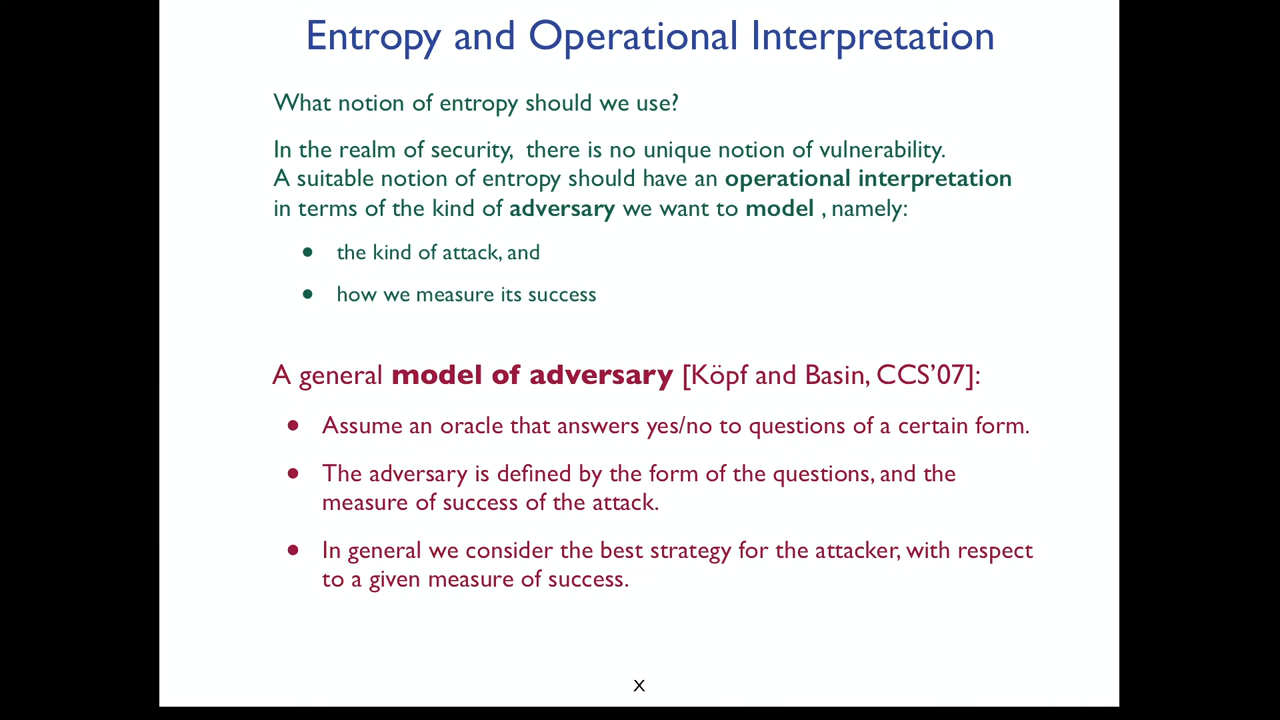 Entropy and Operational Interpretation
What notion of entropy should we use?
In the realm of security, there is no unique notion of vulnerability.
A suitable notion of entropy should have an operational interpretation
in terms of the kind of adversary we want to model , namely:
● the kind of attack, and
● how we measure its success
A general model of adversary [Köpf and Basin, CCS’07]:
● Assume an oracle that answers yes/no to questions of a certain form.
● The adversary is defined by the form of the questions, and the
measure of success of the attack.
● In general we consider the best strategy for the attacker, with respect
to a given measure of success.
X